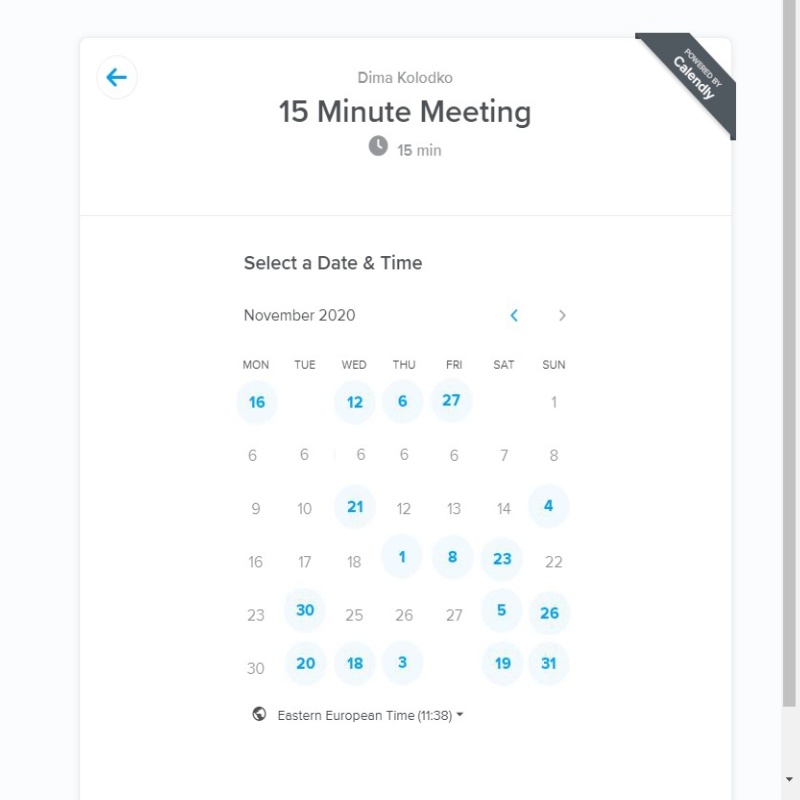 POWERED BY
Calendly
Dima Kolodko
15 Minute Meeting
15 min
Select a Date & Time
November 2020
MON TUE WED THU FRI SAT SUN
16 12 6 27 1
6 6 6 6 6 7 8
9 10 21 12 13 14 4
16 17 18 1 8 23 22
23 30 25 26 27 5 26
30 20 18 3 19 31
Eastern European Time (11:38)